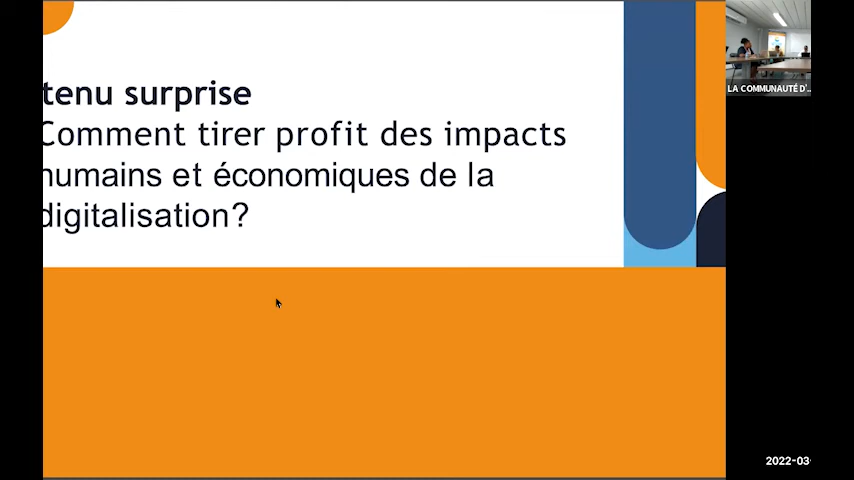 tenu surprise
Comment tirer profit des impacts
humains et économiques de la
digitalisation?
LA COMMUNAUTÉ D'...
2022-03